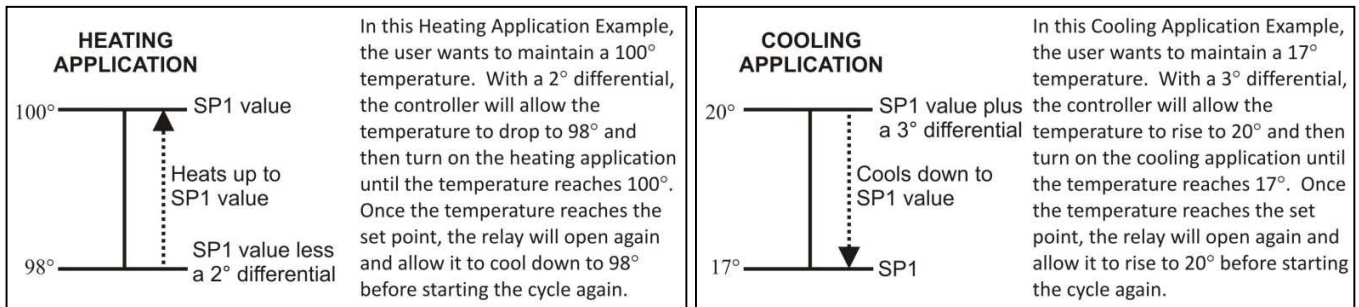 HEATING
APPLICATION
100°
SP1 value
Heats up to
SP1 value
SP1 value less
a 2° differential
98°
In this Heating Application Example,
the user wants to maintain a 100°
temperature.  With a 2° differential,
the controller will allow the
temperature to drop to 98° and
then turn on the heating application
until the temperature reaches 100°.
Once the temperature reaches the
set point, the relay will open again
and allow it to cool down to 98°
before starting the cycle again.
COOLING
APPLICATION
20°
SP1 value plus
a 3° differential
Cools down to
SP1 value
17°
SP1
In this Cooling Application Example,
the user wants to maintain a 17°
temperature.  With a 3° differential,
the controller will allow the
temperature to rise to 20° and then
turn on the cooling application until
the temperature reaches 17°.  Once
the temperature reaches the set
point, the relay will open again and
allow it to rise to 20° before starting
the cycle again.